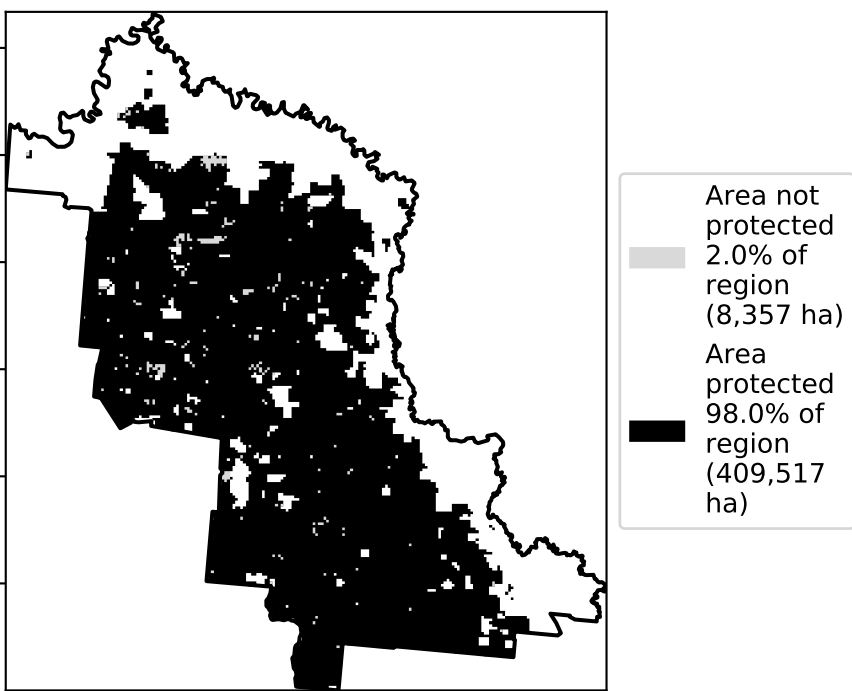 Area not
protected
2.0% of
region
(8,357 ha)
Area
protected
98.0% of
region
(409,517
ha)